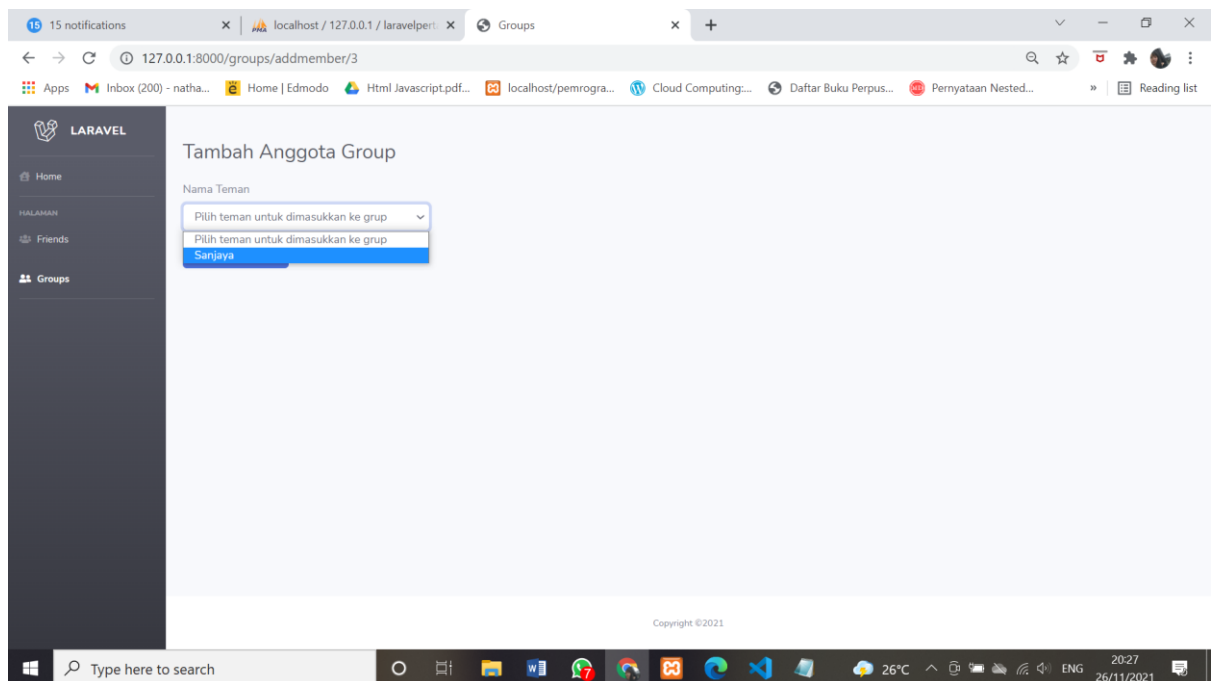 15 15 notifications
localhost / 127.0.0.1 / laravelpert
Groups
127.0.0.1:8000/groups/addmember/3
Apps
Inbox (200) - natha...
Home | Edmodo
Html Javascript.pdf...
localhost/pemrogra...
Cloud Computing:...
Daftar Buku Perpus...
Pernyataan Nested...
»
Reading list
LARAVEL
Home
HALAMAN
Friends
Groups
Tambah Anggota Group
Nama Teman
Pilih teman untuk dimasukkan ke grup
Pilih teman untuk dimasukkan ke grup
Sanjaya
Copyright ©2021
Type here to search
26°C
ENG
20:27
26/11/2021